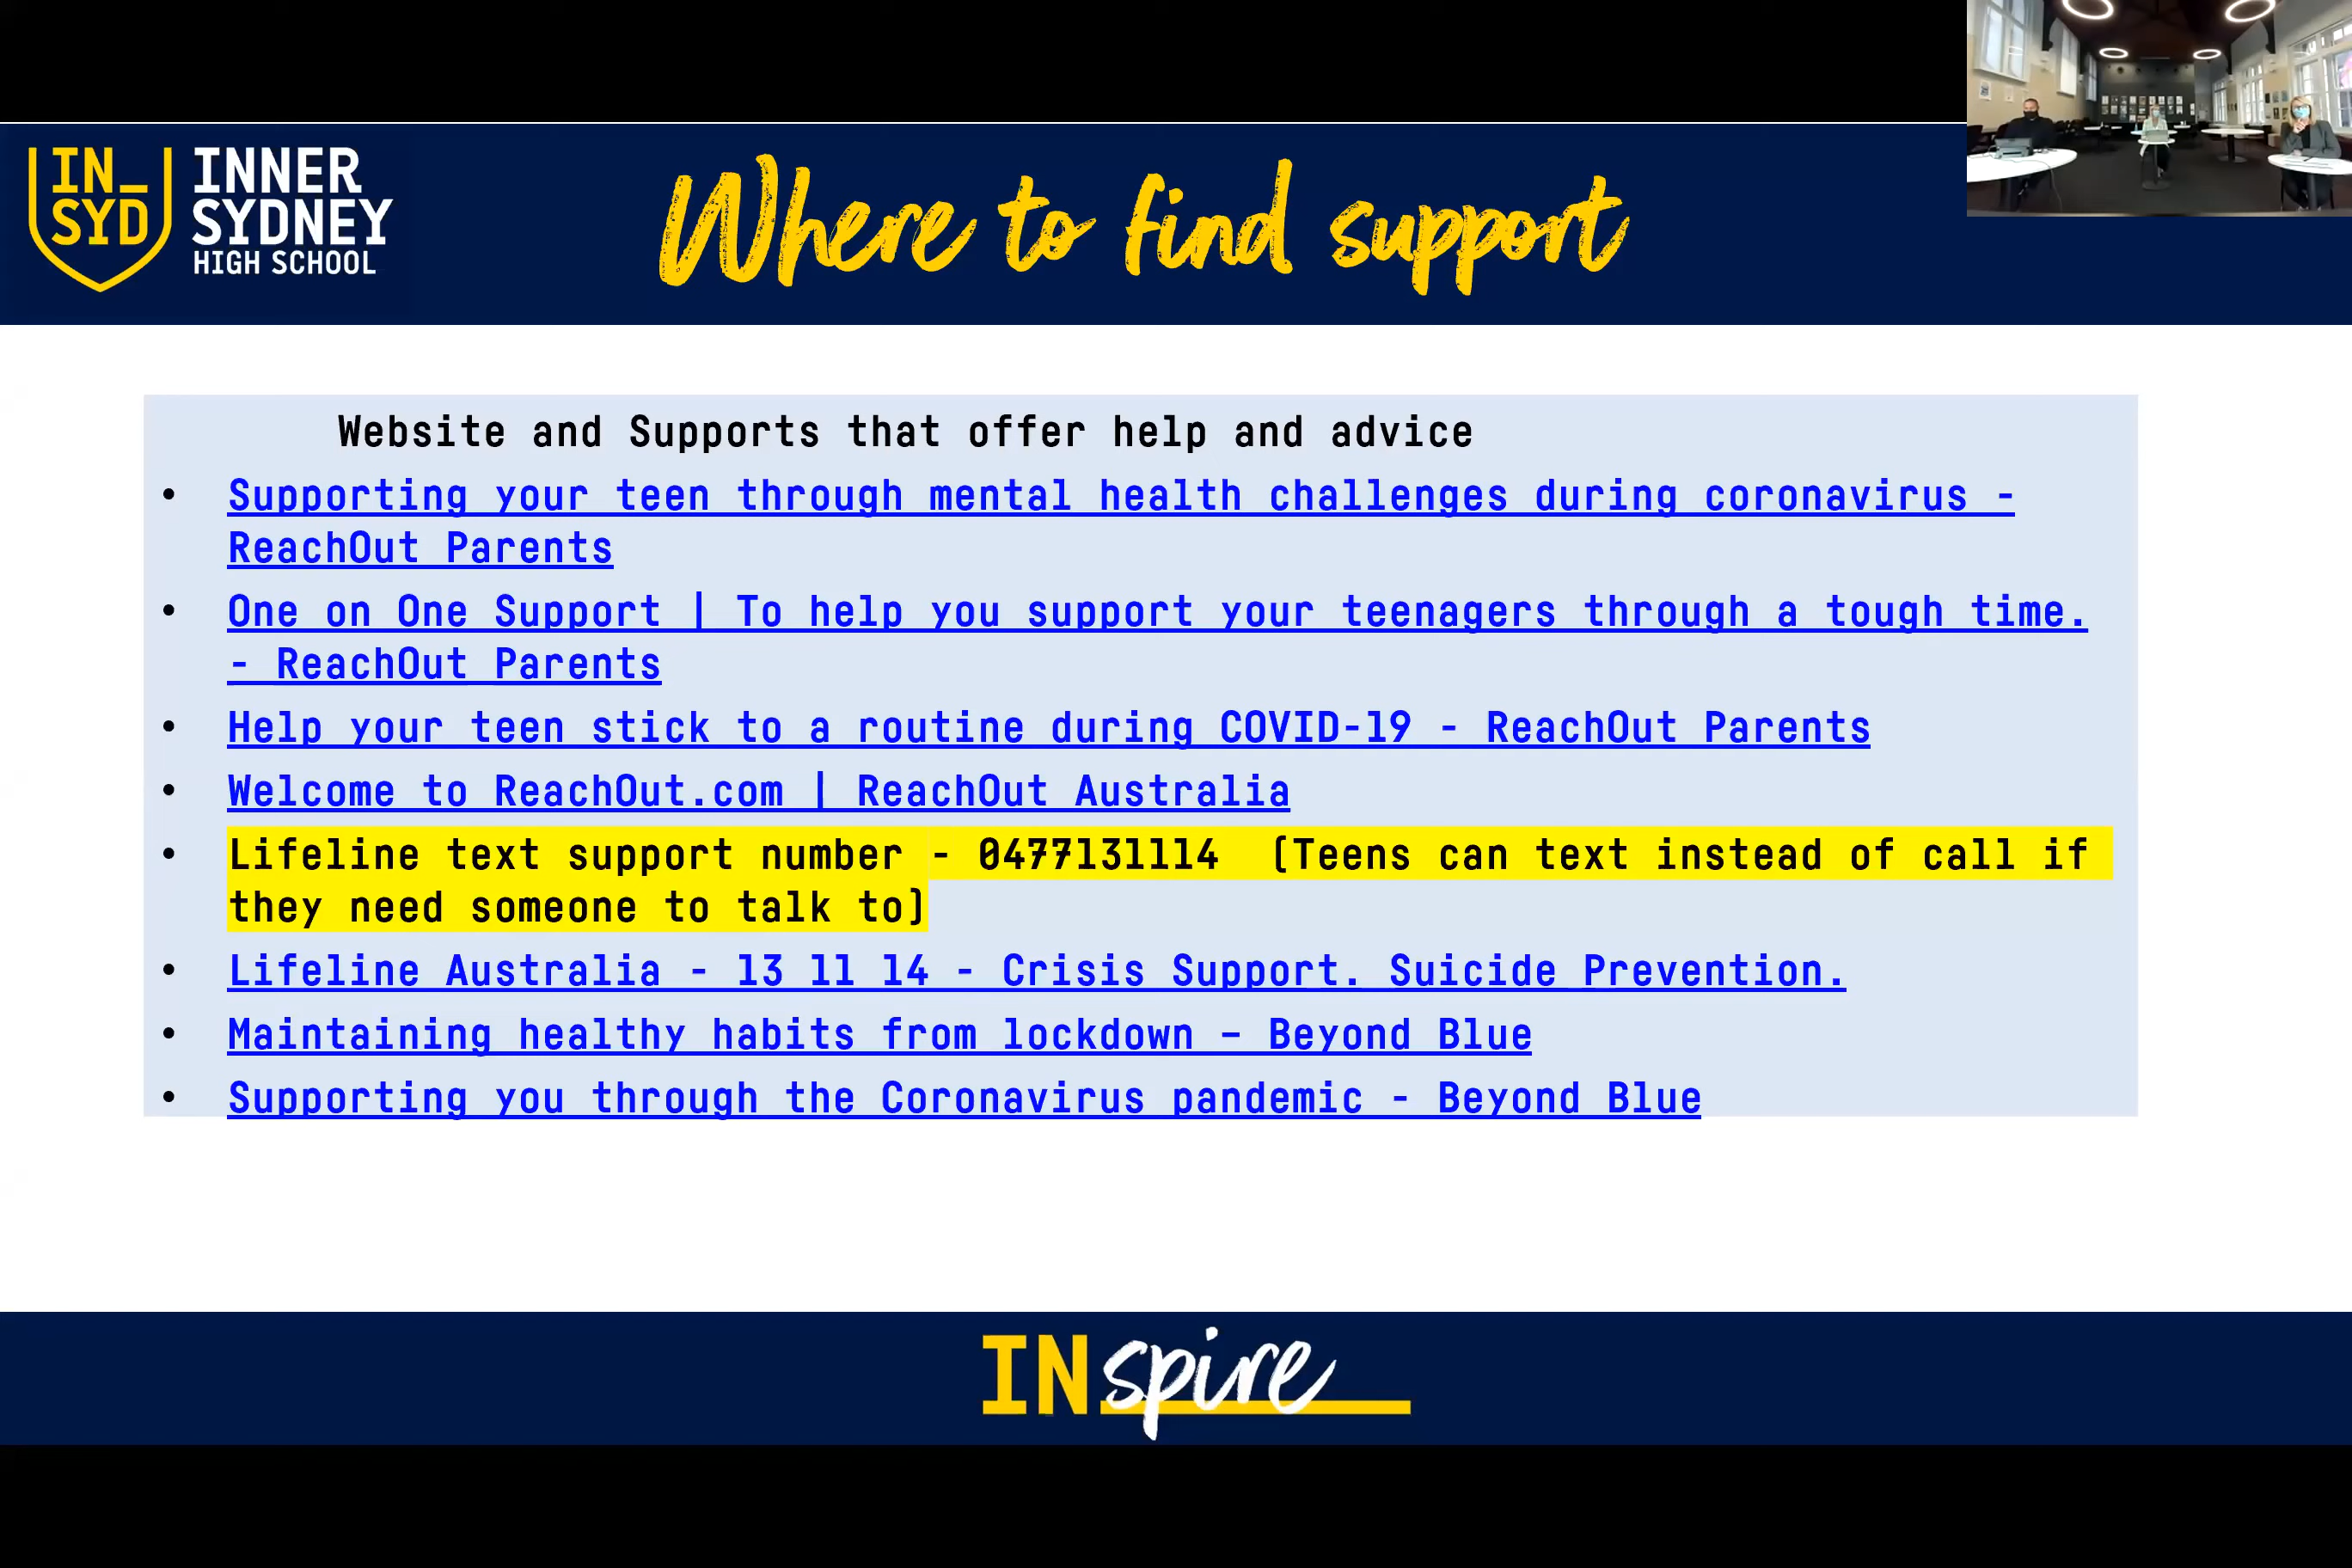 IN_
SYD
INNER
SYDNEY
HIGH SCHOOL
Where to find support
Website and Supports that offer help and advice
• Supporting your teen through mental health challenges during coronavirus -
ReachOut Parents
• One on One Support | To help you support your teenagers through a tough time.
- ReachOut Parents
• Help your teen stick to a routine during COVID-19 - ReachOut Parents
• Welcome to ReachOut.com | ReachOut Australia
• Lifeline text support number - 0477131114 (Teens can text instead of call if
they need someone to talk to)
• Lifeline Australia - 13 11 14 - Crisis Support. Suicide Prevention.
• Maintaining healthy habits from lockdown – Beyond Blue
• Supporting you through the Coronavirus pandemic - Beyond Blue
INspire